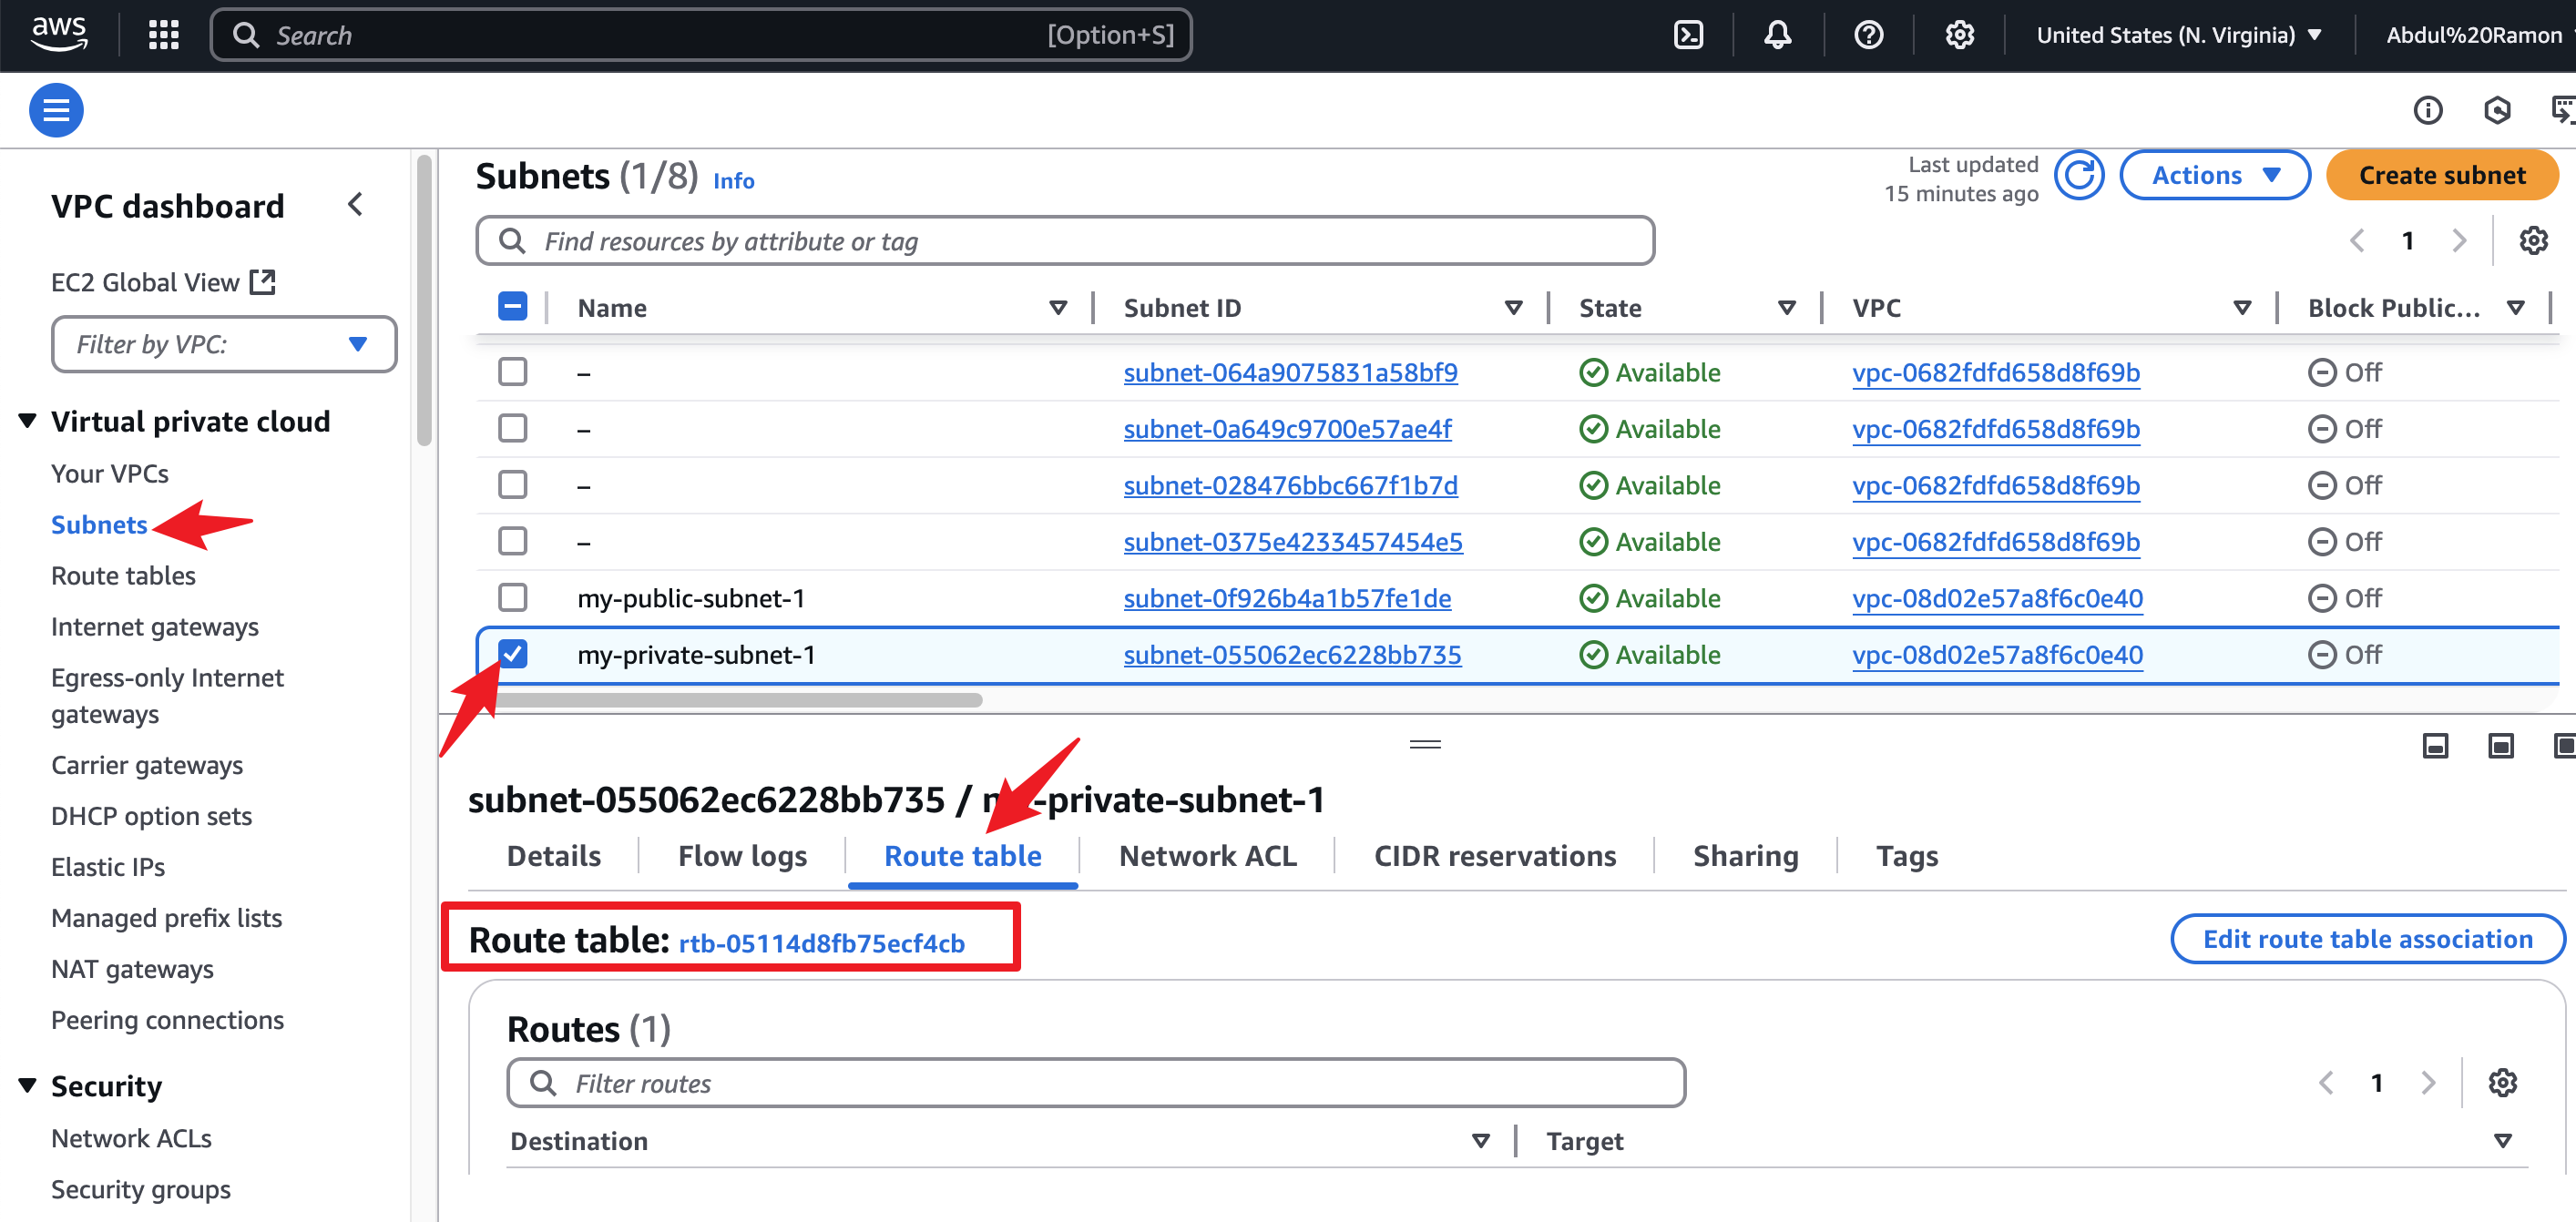 aws
Search [Option+S]
United States (N. Virginia)
Abdul%20Ramon
VPC dashboard
EC2 Global View
Filter by VPC:
Virtual private cloud
Your VPCs
Subnets
Route tables
Internet gateways
Egress-only Internet
gateways
Carrier gateways
DHCP option sets
Elastic IPs
Managed prefix lists
NAT gateways
Peering connections
Security
Network ACLs
Security groups
Subnets (1/8) Info
Last updated
15 minutes ago
Actions
Create subnet
Find resources by attribute or tag
1
Name Subnet ID State VPC Block Public...
– subnet-064a9075831a58bf9 Available vpc-0682fdfd658d8f69b Off
– subnet-0a649c9700e57ae4f Available vpc-0682fdfd658d8f69b Off
– subnet-028476bbc667f1b7d Available vpc-0682fdfd658d8f69b Off
– subnet-0375e4233457454e5 Available vpc-0682fdfd658d8f69b Off
my-public-subnet-1 subnet-0f926b4a1b57fe1de Available vpc-08d02e57a8f6c0e40 Off
my-private-subnet-1 subnet-055062ec6228bb735 Available vpc-08d02e57a8f6c0e40 Off
subnet-055062ec6228bb735 / my-private-subnet-1
Details Flow logs Route table Network ACL CIDR reservations Sharing Tags
Route table: rtb-05114d8fb75ecf4cb
Edit route table association
Routes (1)
Filter routes
1
Destination Target